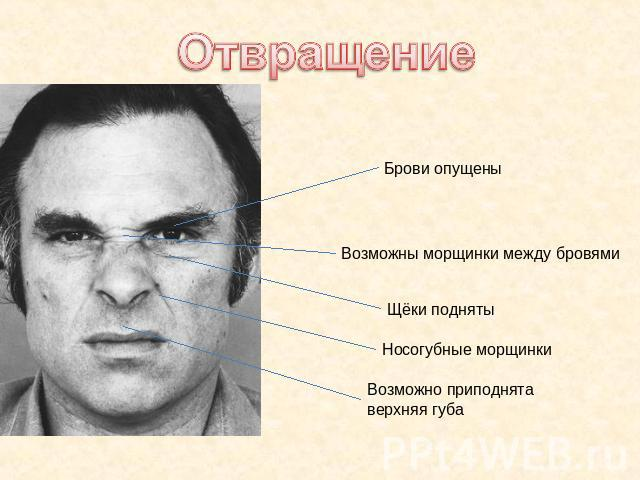 Отвращение
Брови опущены
Возможны морщинки между бровями
Щёки подняты
Носогубные морщинки
Возможно приподнята
верхняя губа
PPt4WEB.ru